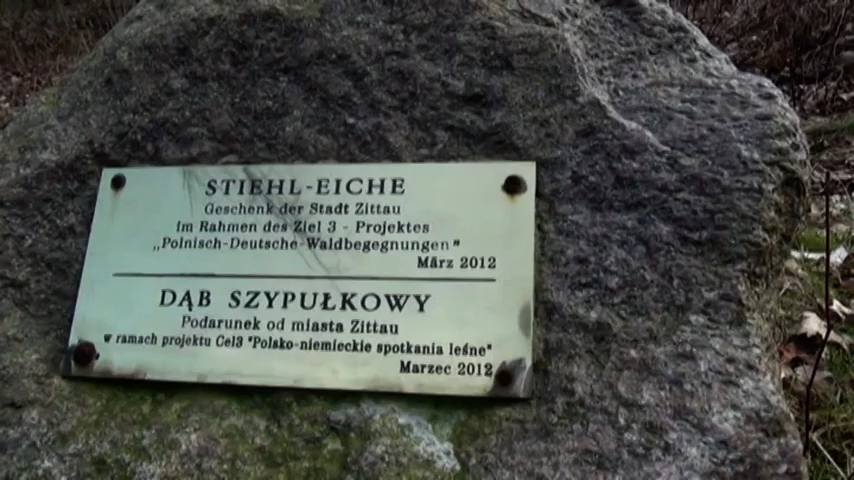 STIEHL-EICHE
Geschenk der Stadt Zittau
im Rahmen des Ziel 3 - Projektes
„Polnisch-Deutsche-Waldbegegnungen"
März 2012
DĄB SZYPUŁKOWY
Podarunek od miasta Zittau
w ramach projektu Cel3 "Polsko-niemieckie spotkania leśne"
Marzec 2012